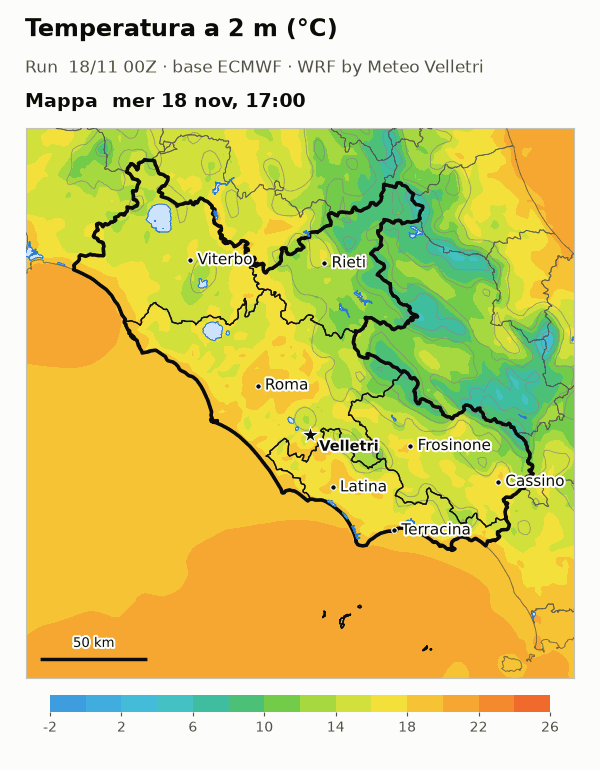 Temperatura a 2 m (°C)
Run  18/11 00Z · base ECMWF · WRF by Meteo Velletri
Mappa  mer 18 nov, 17:00
Viterbo
Rieti
Roma
Velletri
Frosinone
Cassino
Latina
Terracina
50 km
-2 2 6 10 14 18 22 26